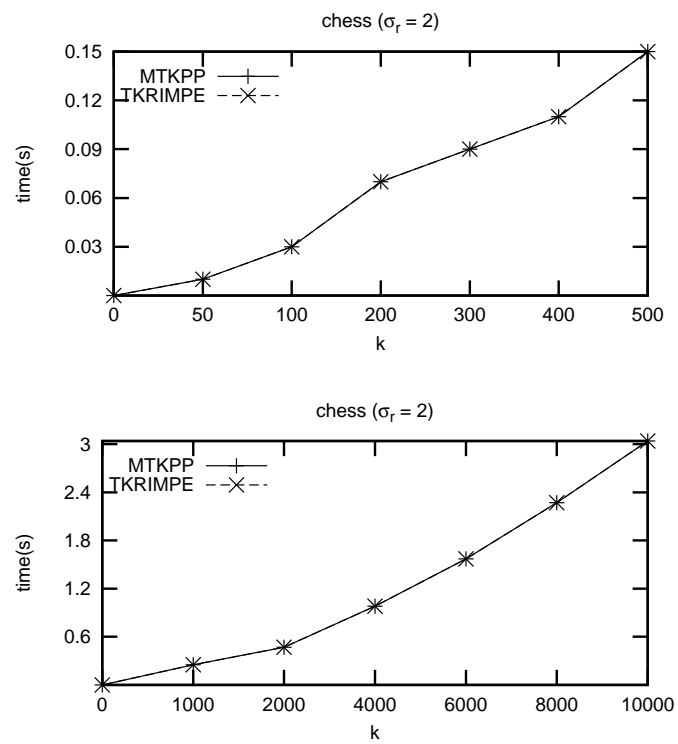 chess (σr = 2)
0.15
MTKPP
TKRIMPE
0.12
0.09
time(s)
0.06
0.03
0 50 100 200 300 400 500
k
chess (σr = 2)
3
MTKPP
TKRIMPE
2.4
1.8
time(s)
1.2
0.6
0 1000 2000 4000 6000 8000 10000
k